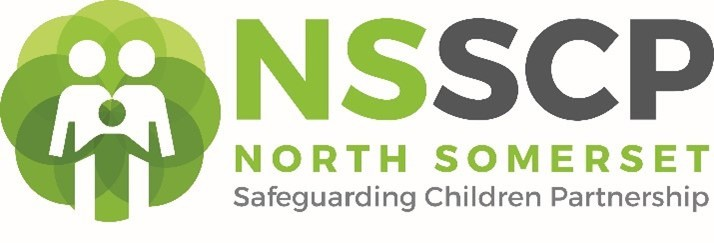 NSSCP
NORTH SOMERSET
Safeguarding Children Partnership